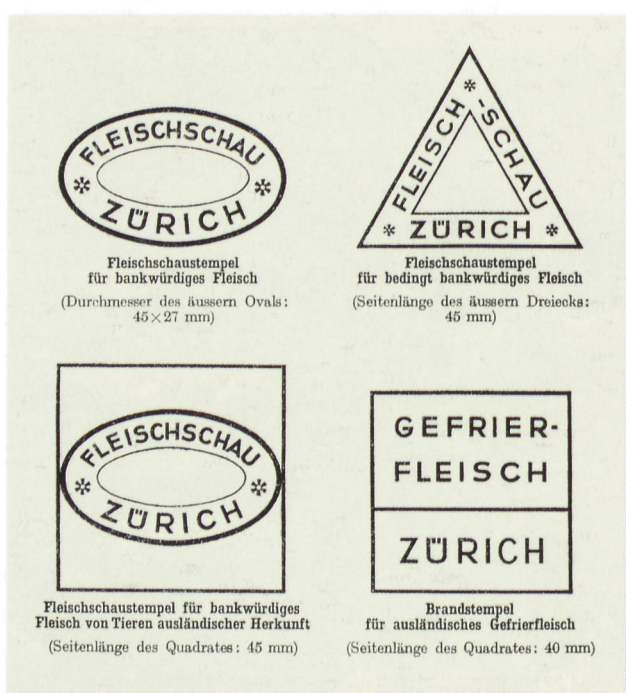 FLEISCHSCHAU
* ZÜRICH *
Fleischschaustempel
für bankwürdiges Fleisch
(Durchmesser des äussern Ovals:
45×27 mm)
*
FLEISCH-SCHAU
* ZÜRICH *
Fleischschaustempel
für bedingt bankwürdiges Fleisch
(Seitenlänge des äussern Dreiecks:
45 mm)
FLEISCHSCHAU
* ZÜRICH *
Fleischschaustempel für bankwürdiges
Fleisch von Tieren ausländischer Herkunft
(Seitenlänge des Quadrates: 45 mm)
GEFRIER-
FLEISCH
ZÜRICH
Brandstempel
für ausländisches Gefrierfleisch
(Seitenlänge des Quadrates: 40 mm)